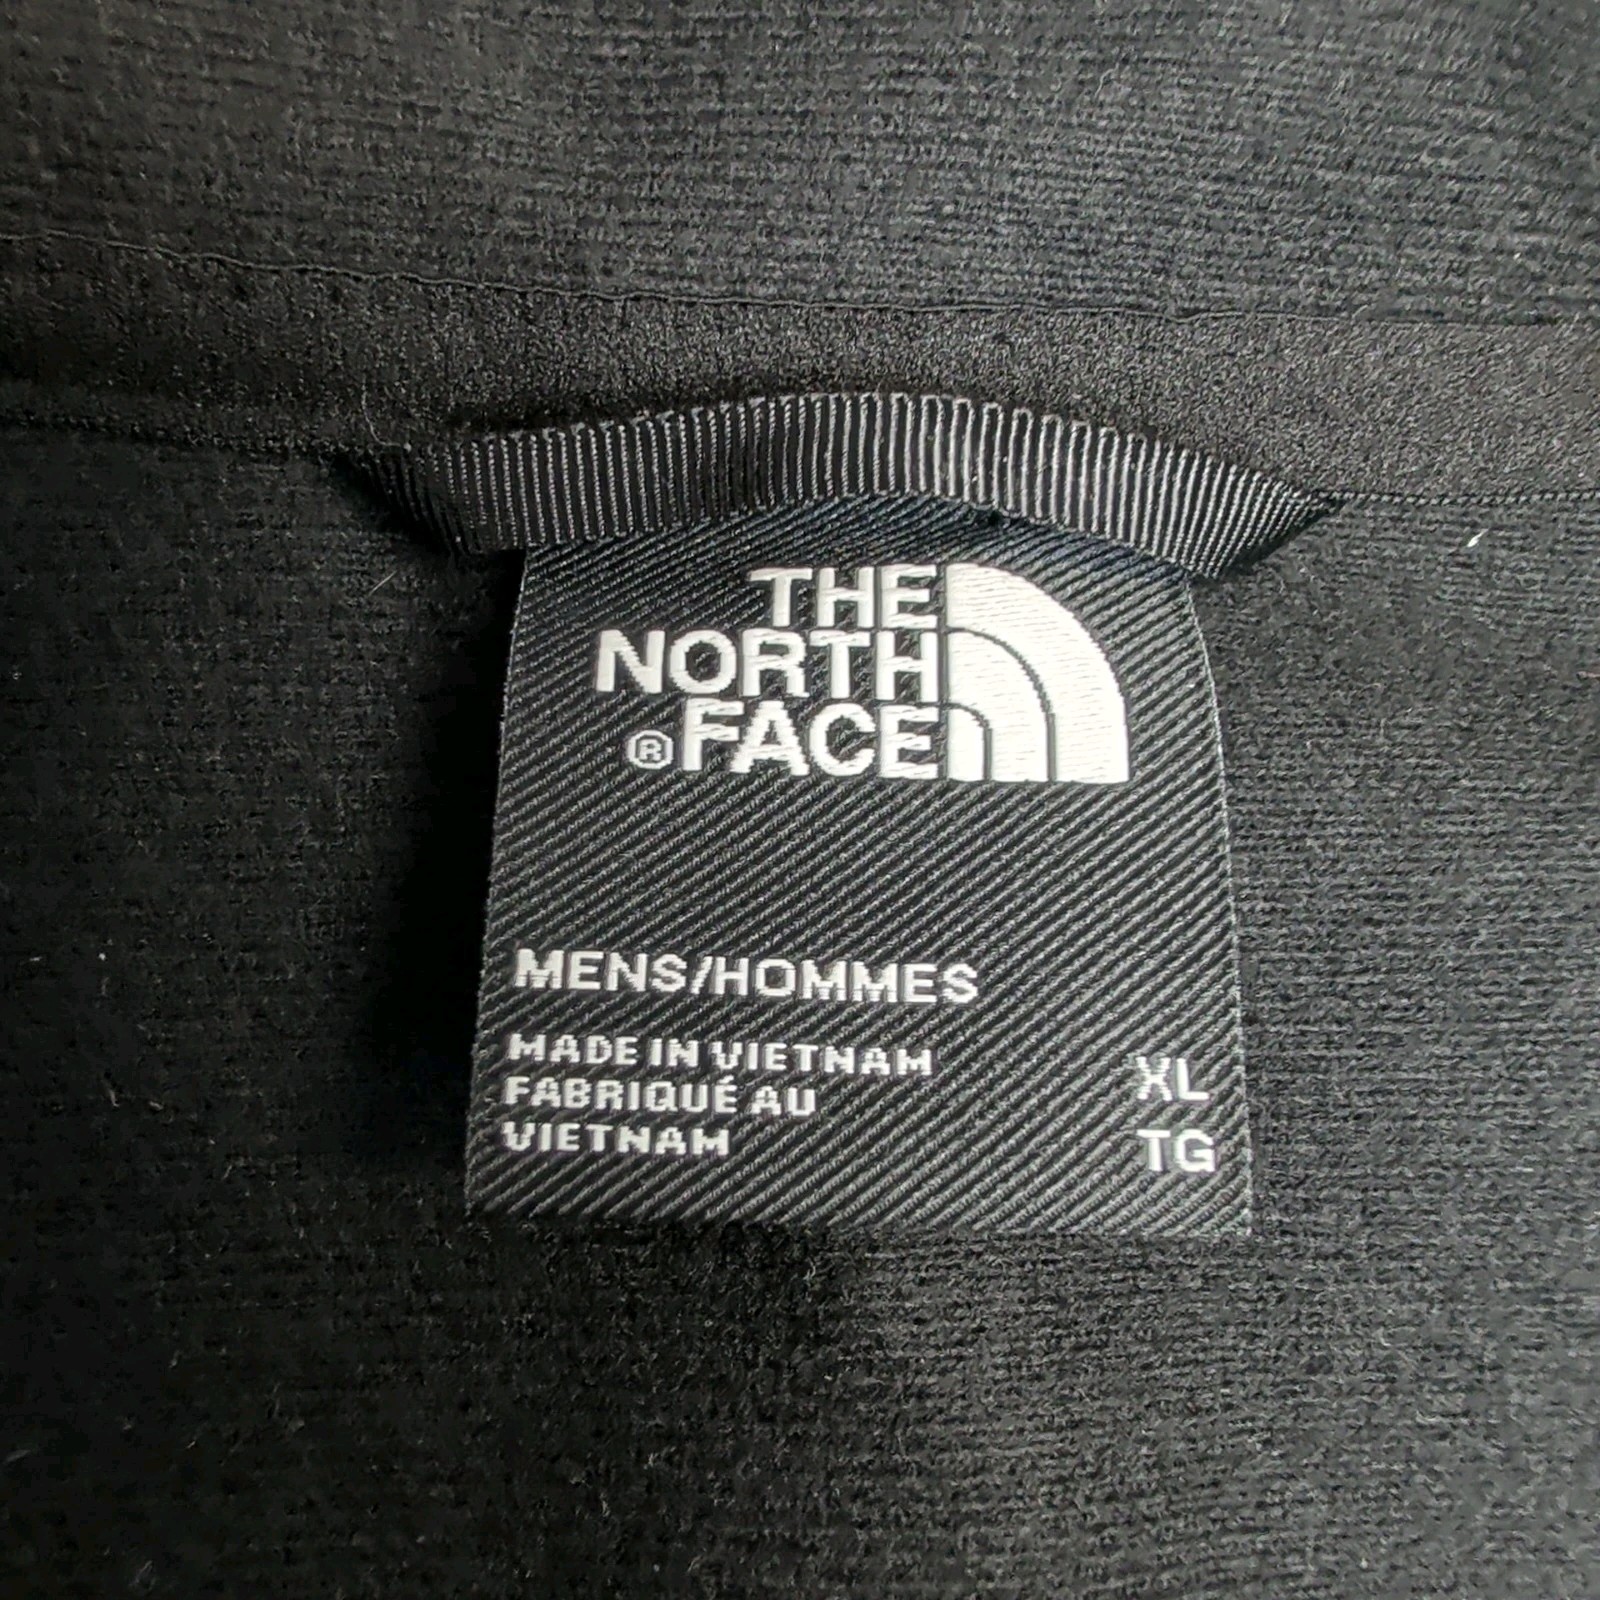 THE
NORTH
®FACE
MENS/HOMMES
MADE IN VIETNAM
FABRIQUÉ AU
VIETNAM
XL
TG